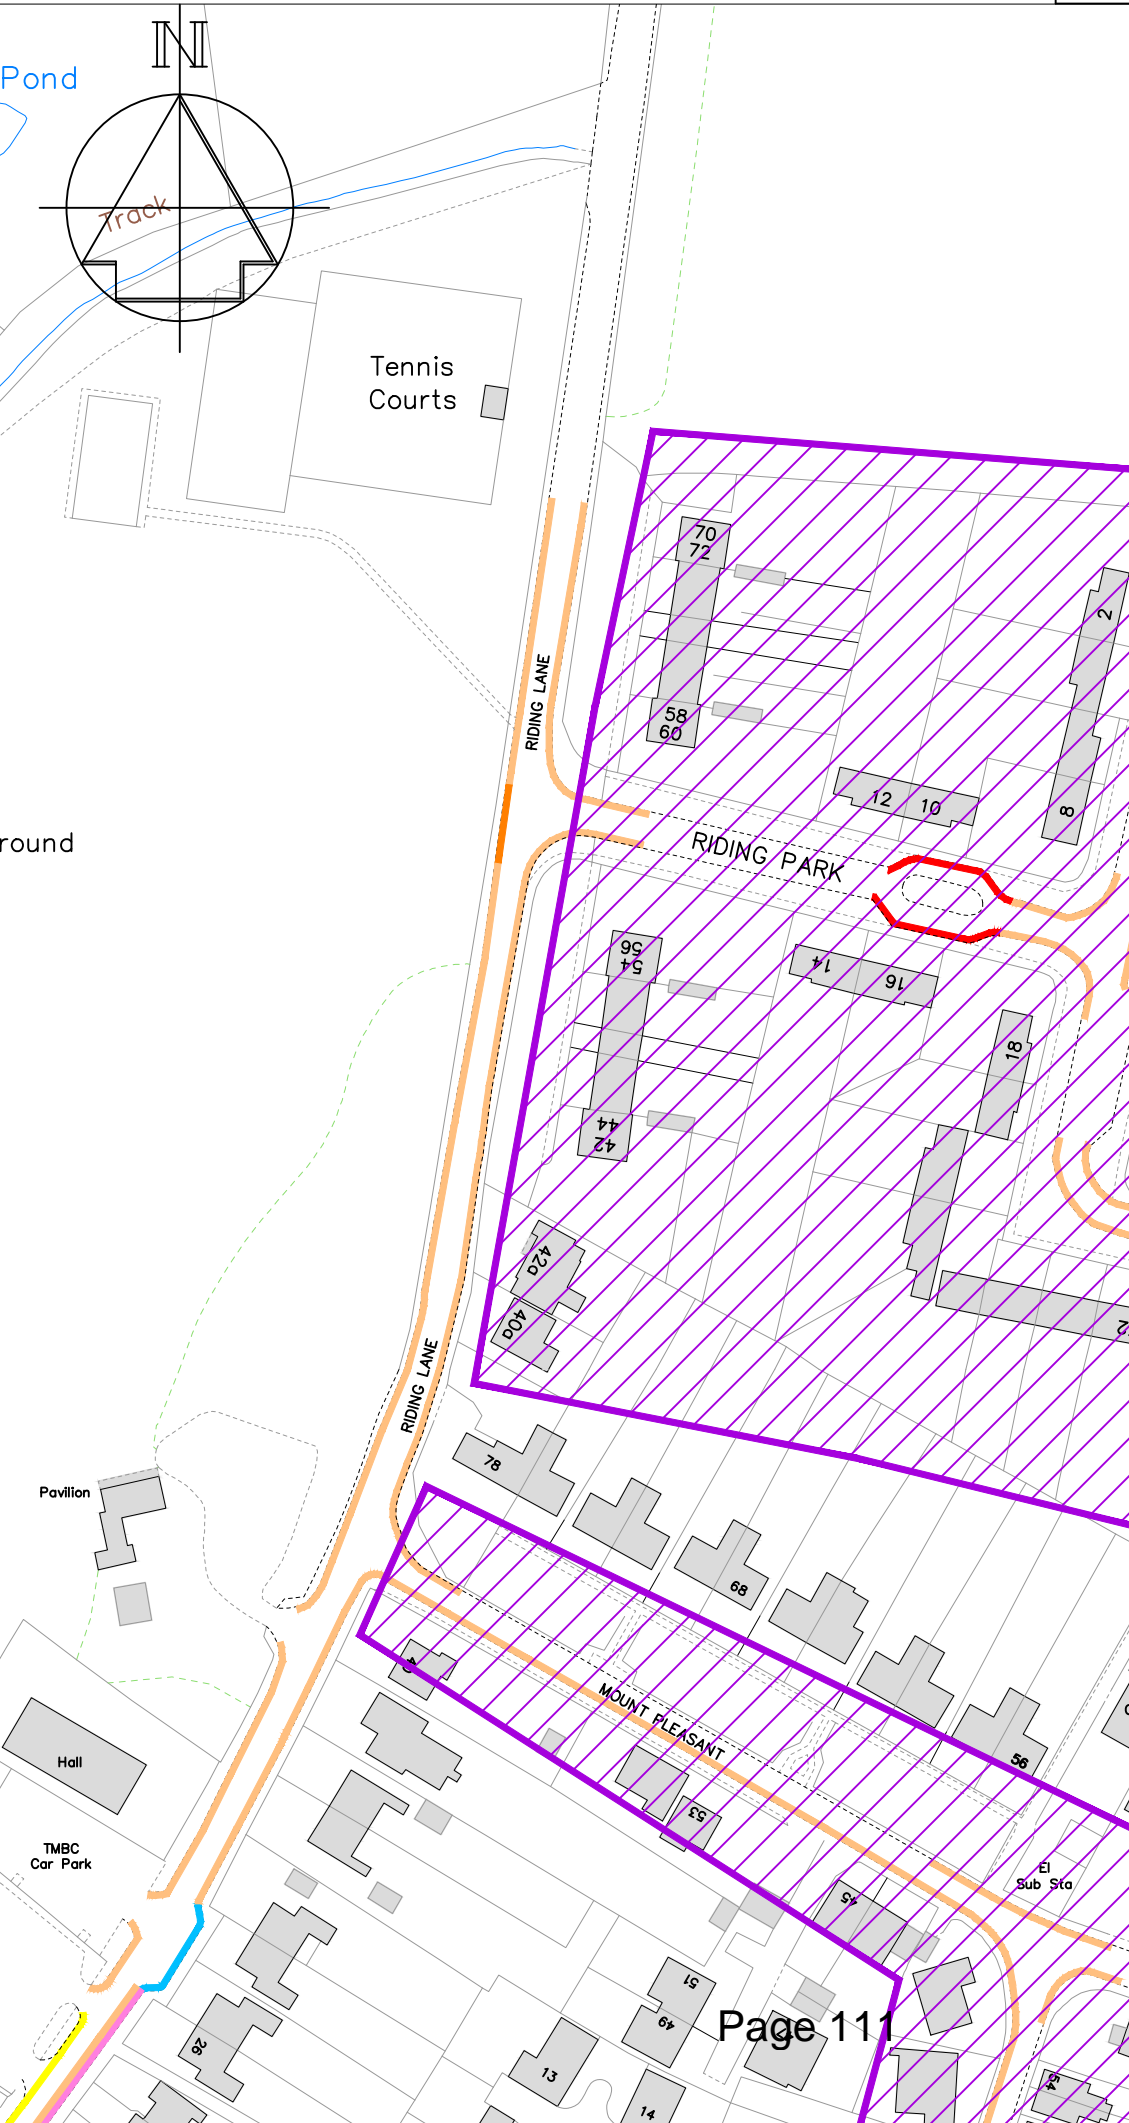 N
Pond
Track
Tennis
Courts
70
72
2
RIDING LANE
58
60
12
10
8
round
RIDING PARK
56
54
14
16
18
44
42
42a
40a
RIDING LANE
78
Pavilion
68
MOUNT PLEASANT
56
Hall
53
TMBC
Car Park
El
Sub Sta
45
51
49
Page 111
26
13
14
54